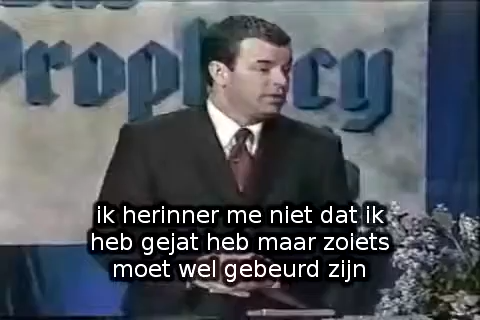 Prophecy
ik herinner me niet dat ik
heb gejat heb maar zoiets
moet wel gebeurd zijn